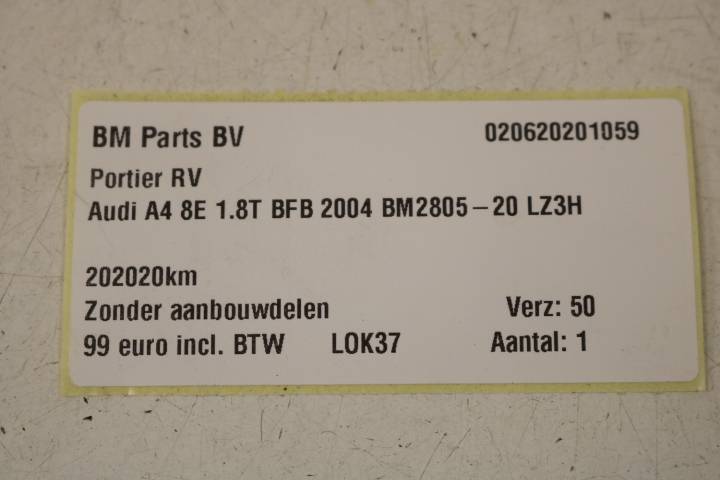 BM Parts BV 020620201059
Portier RV
Audi A4 8E 1.8T BFB 2004 BM2805-20 LZ3H
202020km
Zonder aanbouwdelen Verz: 50
99 euro incl. BTW LOK37 Aantal: 1